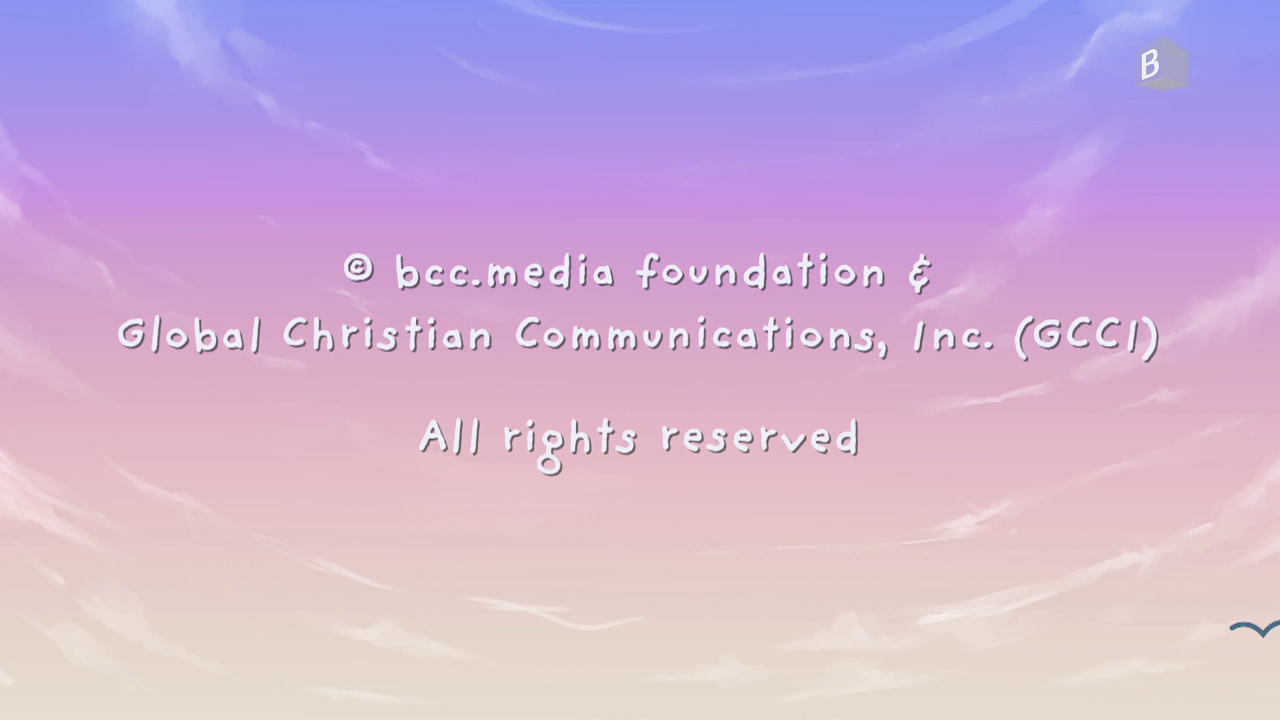 B
© bcc.media foundation &
Global Christian Communications, Inc. (GCCI)
All rights reserved